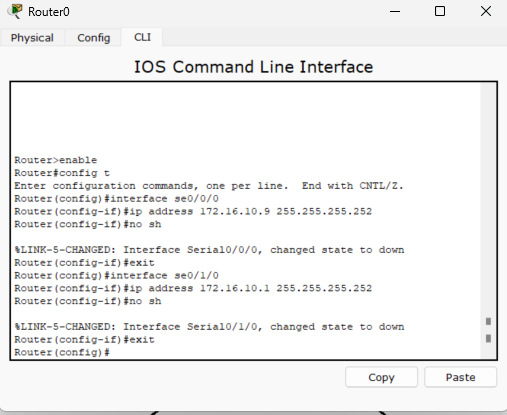 Router0
Physical Config CLI
IOS Command Line Interface
Router>enable
Router#config t
Enter configuration commands, one per line.  End with CNTL/Z.
Router(config)#interface se0/0/0
Router(config-if)#ip address 172.16.10.9 255.255.255.252
Router(config-if)#no sh
%LINK-5-CHANGED: Interface Serial0/0/0, changed state to down
Router(config-if)#exit
Router(config)#interface se0/1/0
Router(config-if)#ip address 172.16.10.1 255.255.255.252
Router(config-if)#no sh
%LINK-5-CHANGED: Interface Serial0/1/0, changed state to down
Router(config-if)#exit
Router(config)#
Copy Paste